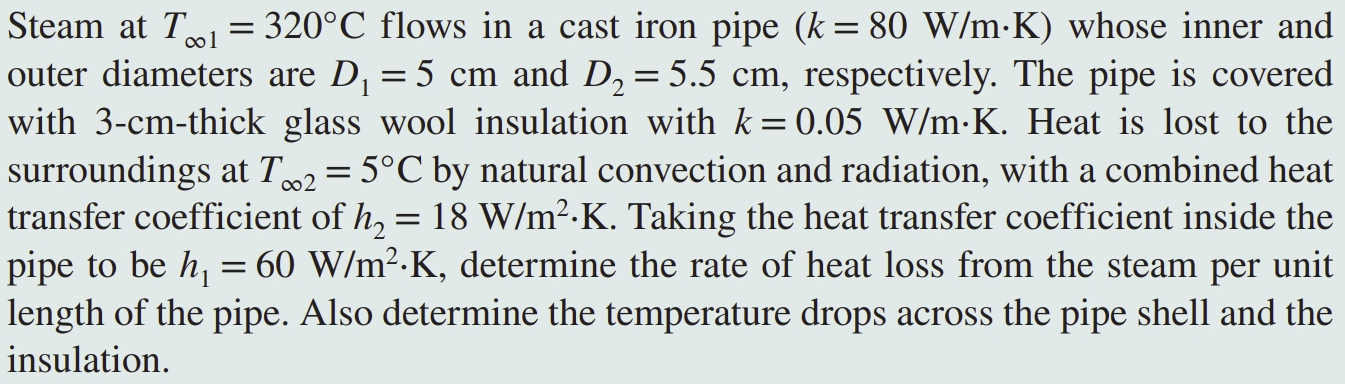 Steam at T∞1 = 320°C flows in a cast iron pipe (k = 80 W/m·K) whose inner and
outer diameters are D1 = 5 cm and D2 = 5.5 cm, respectively. The pipe is covered
with 3-cm-thick glass wool insulation with k = 0.05 W/m·K. Heat is lost to the
surroundings at T∞2 = 5°C by natural convection and radiation, with a combined heat
transfer coefficient of h2 = 18 W/m²·K. Taking the heat transfer coefficient inside the
pipe to be h1 = 60 W/m²·K, determine the rate of heat loss from the steam per unit
length of the pipe. Also determine the temperature drops across the pipe shell and the
insulation.